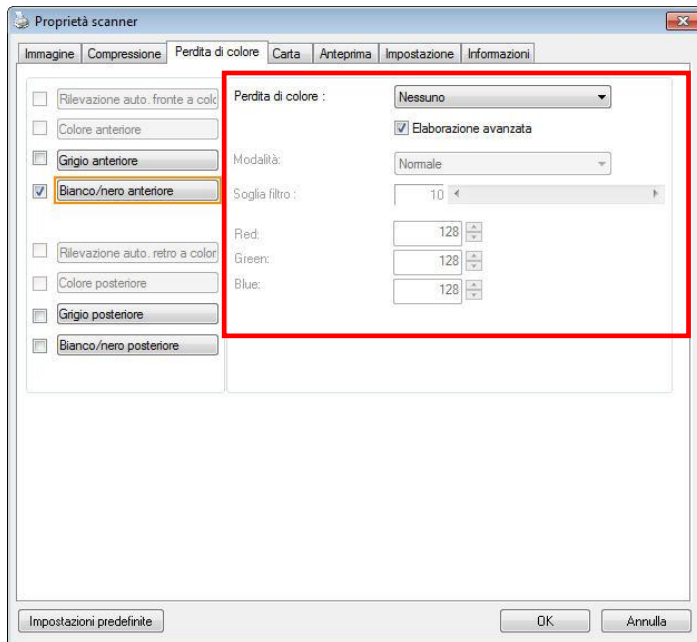 Proprietà scanner
Immagine Compressione Perdita di colore Carta Anteprima Impostazione Informazioni
Rilevazione auto. fronte a colo
Colore anteriore
Grigio anteriore
Bianco/nero anteriore
Rilevazione auto. retro a color
Colore posteriore
Grigio posteriore
Bianco/nero posteriore
Perdita di colore : Nessuno
Elaborazione avanzata
Modalità: Normale
Soglia filtro : 10
Red: 128
Green: 128
Blue: 128
Impostazioni predefinite OK Annulla